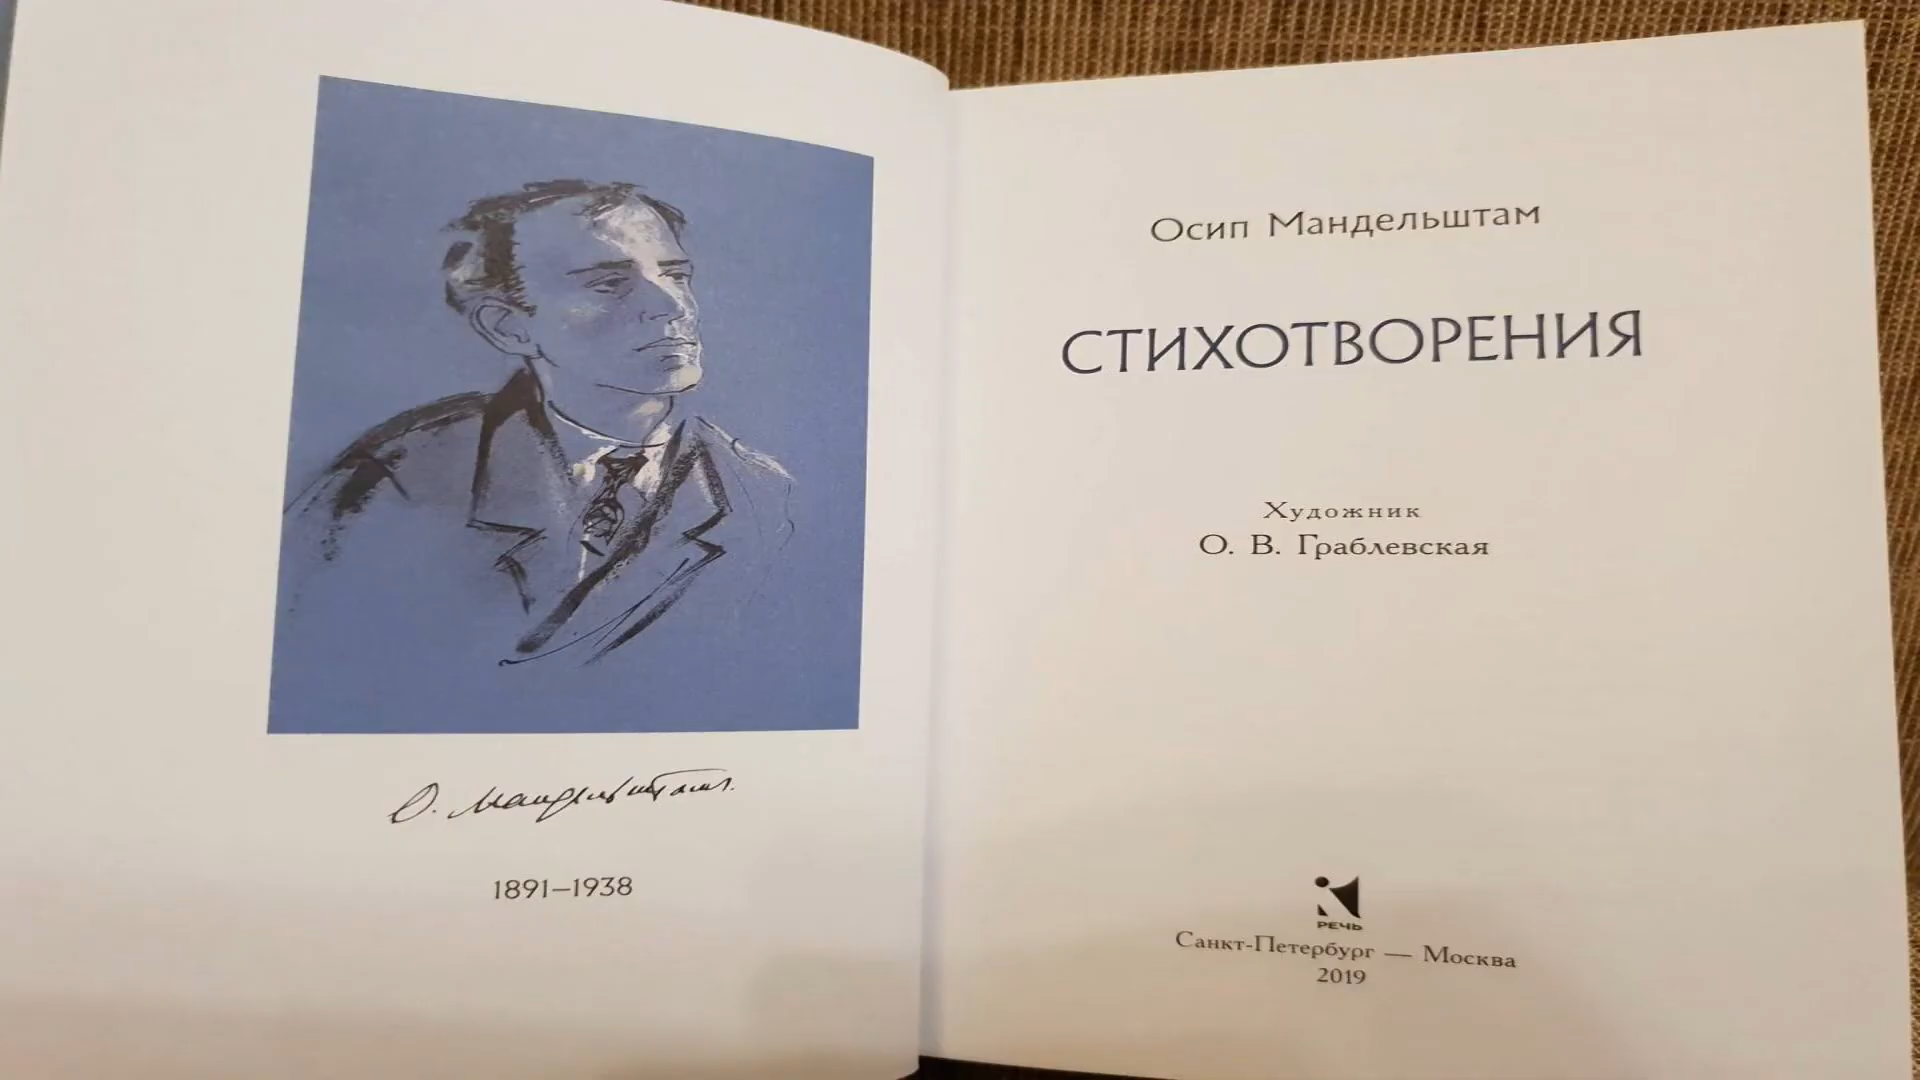 О. Мандельштам.
1891–1938
Осип Мандельштам
СТИХОТВОРЕНИЯ
Художник
О. В. Граблевская
РЕЧЬ
Санкт-Петербург — Москва
2019